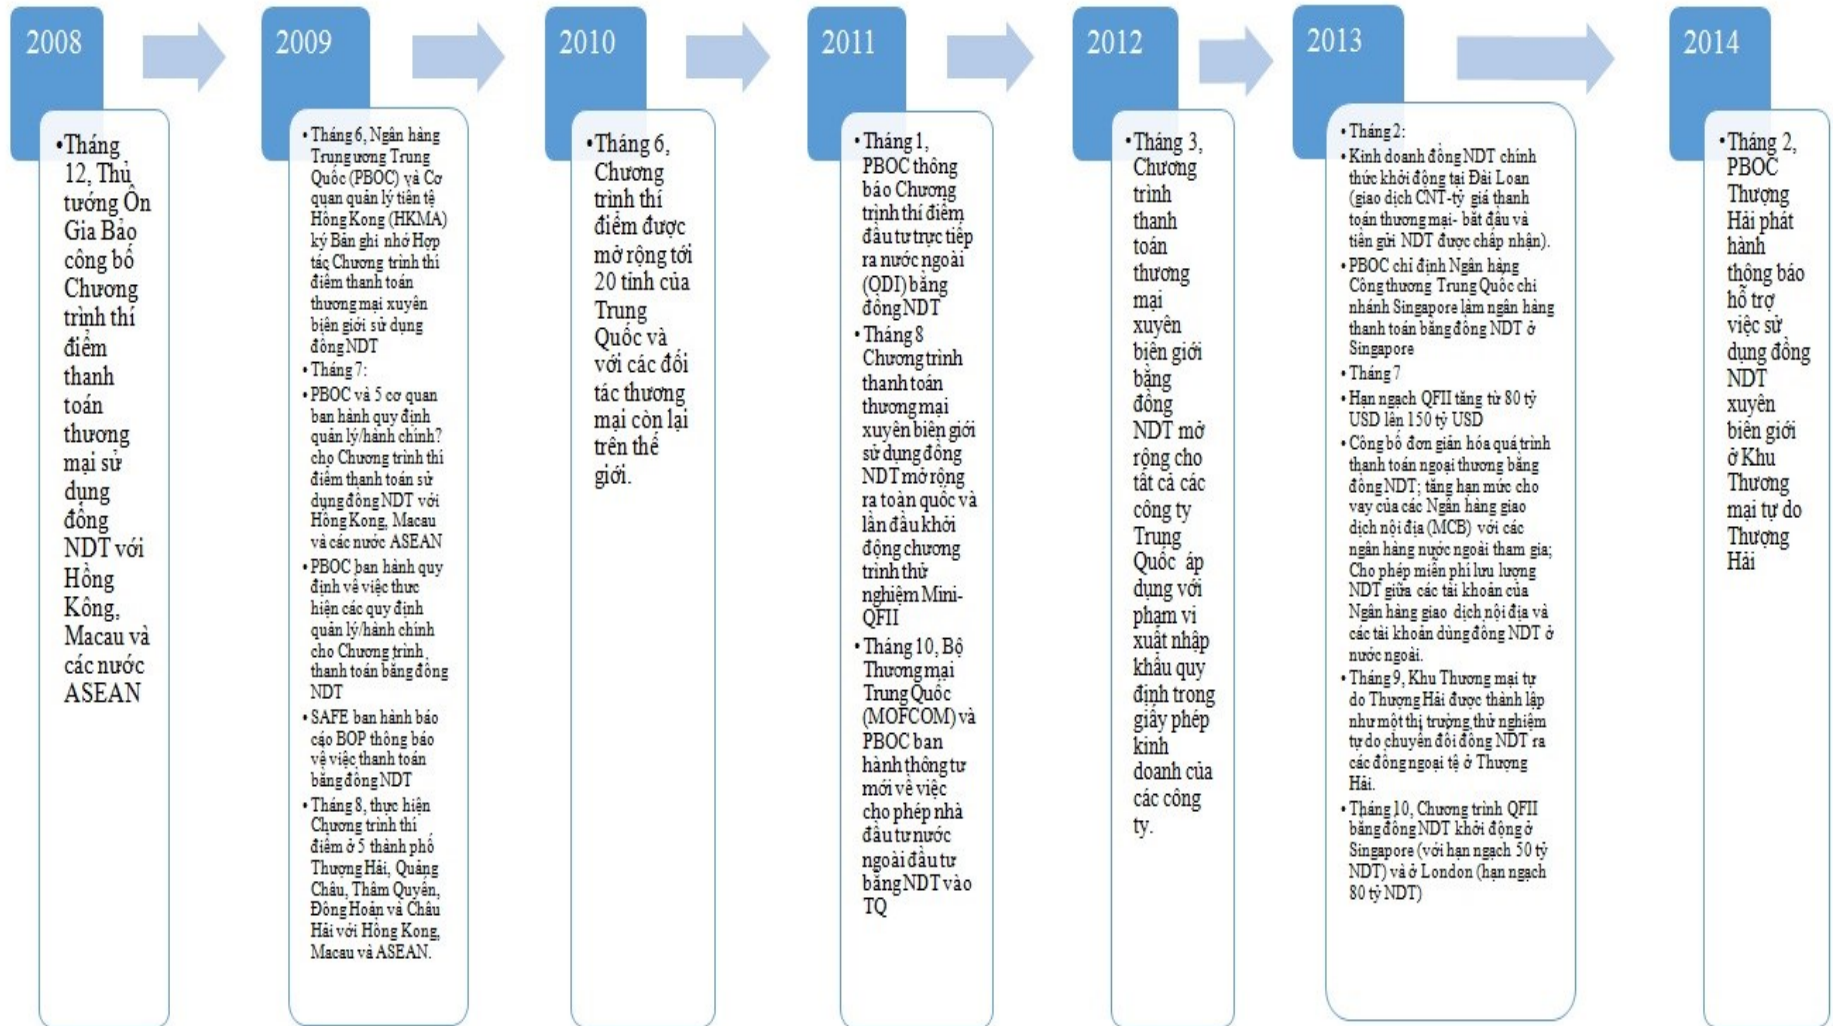 2008
•Tháng
12, Thủ
tướng Ôn
Gia Bảo
công bố
Chương
trình thí
điểm
thanh
toán
thương
mại sử
dụng
đồng
NDT với
Hồng
Kông,
Macau và
các nước
ASEAN
2009
• Tháng 6, Ngân hàng
Trung ương Trung
Quốc (PBOC) và Cơ
quan quản lý tiền tệ
Hồng Kong (HKMA)
ký Bản ghi nhớ Hợp
tác Chương trình thí
điểm thanh toán
thương mại xuyên
biên giới sử dụng
đồng NDT
• Tháng 7:
• PBOC và 5 cơ quan
ban hành quy định
quản lý/hành chính?
cho Chương trình thí
điểm thanh toán sử
dụng đồng NDT với
Hồng Kong, Macau
và các nước ASEAN
• PBOC ban hành quy
định về việc thực
hiện các quy định
quản lý/hành chính
cho Chương trình
thanh toán bằng đồng
NDT
• SAFE ban hành báo
cáo BOP thông báo
về việc thanh toán
bằng đồng NDT
• Tháng 8, thực hiện
Chương trình thí
điểm ở 5 thành phố
Thượng Hải, Quảng
Châu, Thâm Quyến,
Đông Hoản và Châu
Hải với Hồng Kong,
Macau và ASEAN.
2010
•Tháng 6,
Chương
trình thí
điểm được
mở rộng tới
20 tỉnh của
Trung
Quốc và
với các đối
tác thương
mại còn lại
trên thế
giới.
2011
• Tháng 1,
PBOC thông
báo Chương
trình thí điểm
đầu tư trực tiếp
ra nước ngoài
(ODI) bằng
đồng NDT
• Tháng 8
Chương trình
thanh toán
thương mại
xuyên biên giới
sử dụng đồng
NDT mở rộng
ra toàn quốc và
lần đầu khởi
động chương
trình thử
nghiệm Mini-
QFII
• Tháng 10, Bộ
Thương mại
Trung Quốc
(MOFCOM) và
PBOC ban
hành thông tư
mới về việc
cho phép nhà
đầu tư nước
ngoài đầu tư
bằng NDT vào
TQ
2012
•Tháng 3,
Chương
trình
thanh
toán
thương
mại
xuyên
biên giới
bằng
đồng
NDT mở
rộng cho
tất cả các
công ty
Trung
Quốc áp
dụng với
phạm vi
xuất nhập
khẩu quy
định trong
giấy phép
kinh
doanh của
các công
ty.
2013
• Tháng 2:
• Kinh doanh đồng NDT chính
thức khởi động tại Đài Loan
(giao dịch CNT-tỷ giá thanh
toán thương mại- bắt đầu và
tiền gửi NDT được chấp nhận).
• PBOC chỉ định Ngân hàng
Công thương Trung Quốc chi
nhánh Singapore làm ngân hàng
thanh toán bằng đồng NDT ở
Singapore
• Tháng 7
• Hạn ngạch QFII tăng từ 80 tỷ
USD lên 150 tỷ USD
• Công bố đơn giản hóa quá trình
thanh toán ngoại thương bằng
đồng NDT; tăng hạn mức cho
vay của các Ngân hàng giao
dịch nội địa (MCB) với các
ngân hàng nước ngoài tham gia;
Cho phép miễn phí lưu lượng
NDT giữa các tài khoản của
Ngân hàng giao dịch nội địa và
các tài khoản dùng đồng NDT ở
nước ngoài.
• Tháng 9, Khu Thương mại tự
do Thượng Hải được thành lập
như một thị trường thử nghiệm
tự do chuyển đổi đồng NDT ra
các đồng ngoại tệ ở Thượng
Hải.
• Tháng 10, Chương trình QFII
bằng đồng NDT khởi động ở
Singapore (với hạn ngạch 50 tỷ
NDT) và ở London (hạn ngạch
80 tỷ NDT)
2014
•Tháng 2,
PBOC
Thượng
Hải phát
hành
thông báo
hỗ trợ
việc sử
dụng đồng
NDT
xuyên
biên giới
ở Khu
Thương
mại tự do
Thượng
Hải